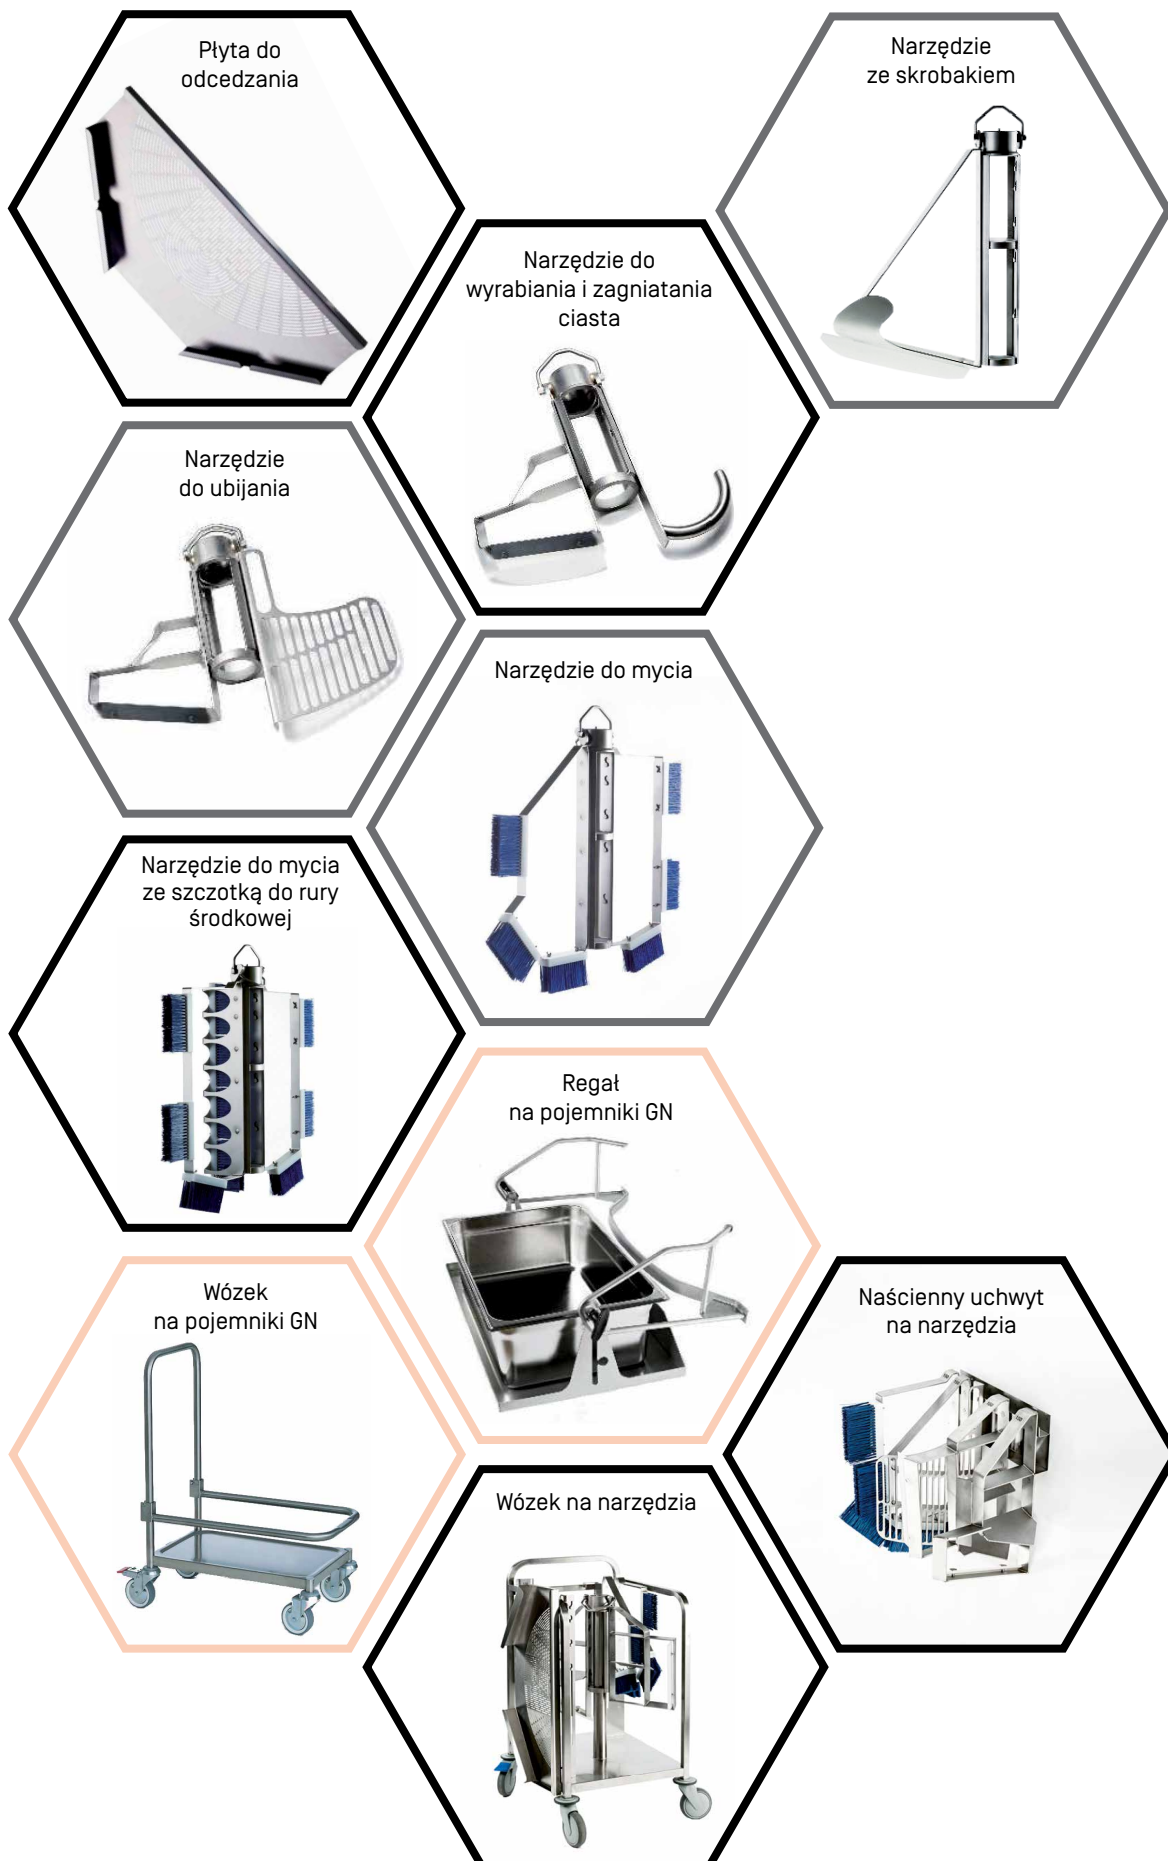 Płyta do
odcedzania
Narzędzie
ze skrobakiem
Narzędzie do
wyrabiania i zagniatania
ciasta
Narzędzie
do ubijania
Narzędzie do mycia
Narzędzie do mycia
ze szczotką do rury
środkowej
Regał
na pojemniki GN
Wózek
na pojemniki GN
Naścienny uchwyt
na narzędzia
Wózek na narzędzia